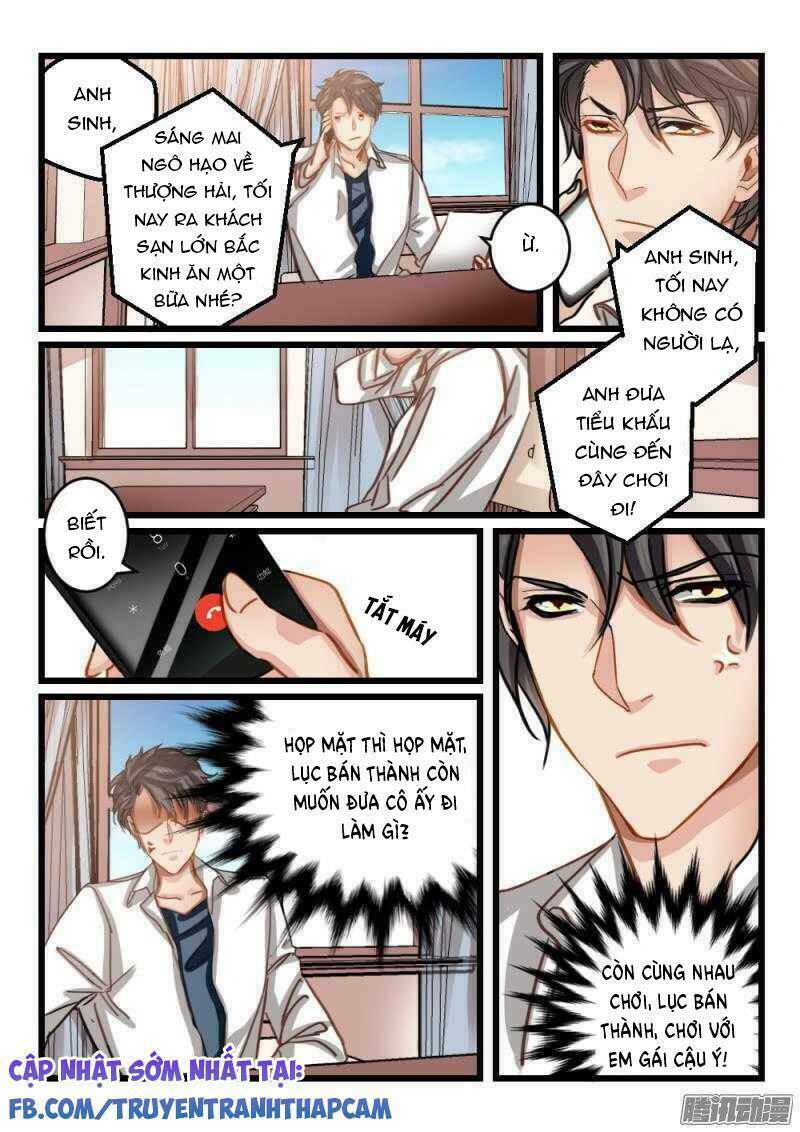 ANH
SINH,
SÁNG MAI
NGÔ HẠO VỀ
THƯỢNG HẢI, TỐI
NAY RA KHÁCH
SẠN LỚN BẮC
KINH ĂN MỘT
BỮA NHÉ?
Ừ.
ANH SINH,
TỐI NAY
KHÔNG CÓ
NGƯỜI LẠ,
ANH ĐƯA
TIỂU KHẤU
CÙNG ĐẾN
ĐÂY CHƠI
ĐI!
BIẾT
RỒI.
TẮT MÁY
HỌP MẶT THÌ HỌP MẶT,
LỤC BÁN THÀNH CÒN
MUỐN ĐƯA CÔ ẤY ĐI
LÀM GÌ?
CÒN CÙNG NHAU
CHƠI, LỤC BÁN
THÀNH, CHƠI VỚI
EM GÁI CẬU Ý!
CẬP NHẬT SỚM NHẤT TẠI:
FB.COM/TRUYENTRANHTHAPCAM
腾讯动漫